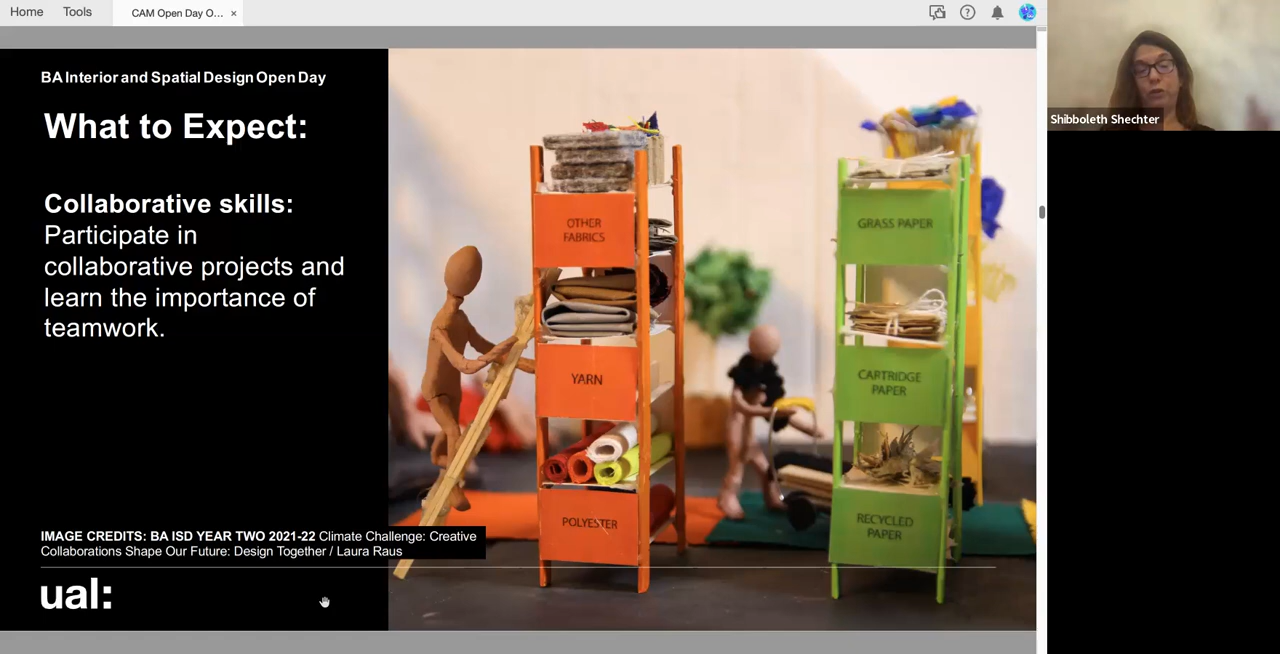 Home Tools CAM Open Day O... ×
BA Interior and Spatial Design Open Day
What to Expect:
Collaborative skills:
Participate in
collaborative projects and
learn the importance of
teamwork.
OTHER
FABRICS
YARN
POLYESTER
GRASS PAPER
CARTRIDGE
PAPER
RECYCLED
PAPER
IMAGE CREDITS: BA ISD YEAR TWO 2021-22 Climate Challenge: Creative
Collaborations Shape Our Future: Design Together / Laura Raus
ual:
Shibboleth Shechter